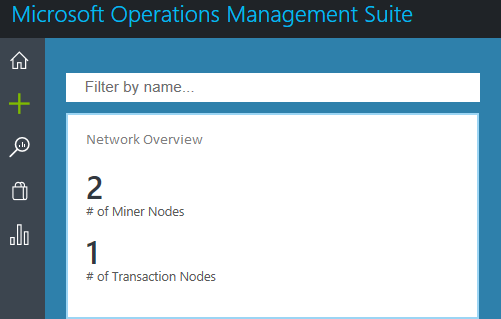 Microsoft Operations Management Suite
Filter by name...
Network Overview
2
# of Miner Nodes
1
# of Transaction Nodes